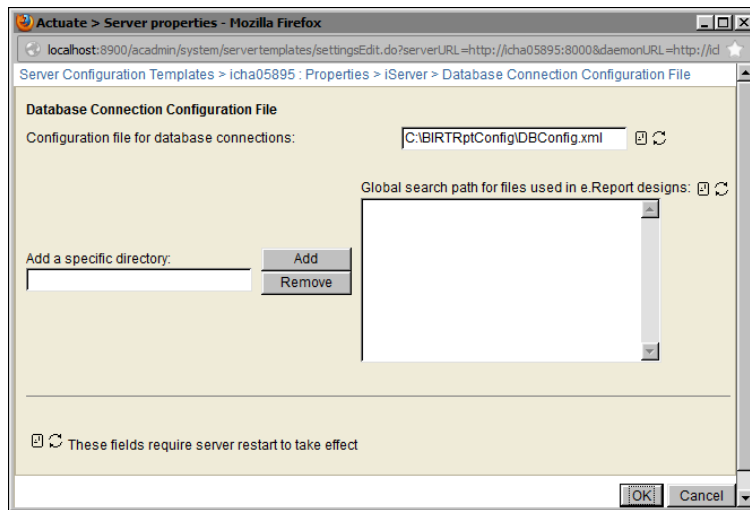 Actuate > Server properties - Mozilla Firefox
localhost:8900/acadmin/system/servertemplates/settingsEdit.do?serverURL=http://icha05895:8000&daemonURL=http://icl
Server Configuration Templates > icha05895 : Properties > iServer > Database Connection Configuration File
Database Connection Configuration File
Configuration file for database connections: C:\BIRTRptConfig\DBConfig.xml
Global search path for files used in e.Report designs:
Add a specific directory: Add
Remove
These fields require server restart to take effect
OK Cancel